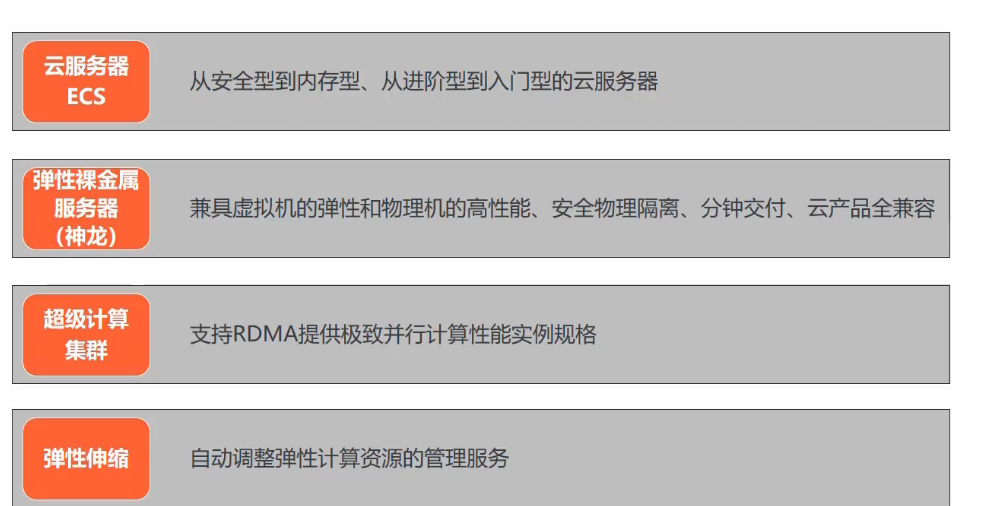 云服务器
ECS
从安全型到内存型、从进阶型到入门型的云服务器
弹性裸金属
服务器
（神龙）
兼具虚拟机的弹性和物理机的高性能、安全物理隔离、分钟交付、云产品全兼容
超级计算
集群
支持RDMA提供极致并行计算性能实例规格
弹性伸缩
自动调整弹性计算资源的管理服务